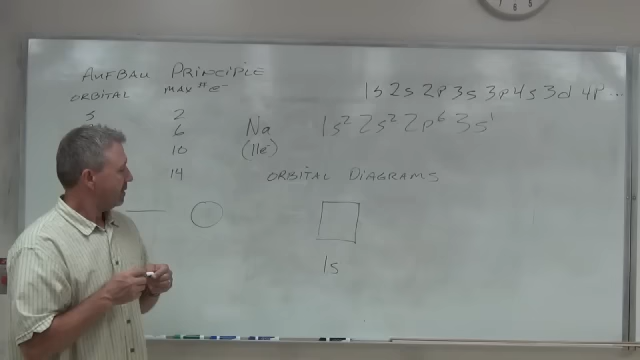 AUFBAU PRINCIPLE
ORBITAL MAX # e⁻
1s 2s 2p 3s 3p 4s 3d 4p ...
s 2
6
10
14
Na 1s² 2s² 2p⁶ 3s¹
(11e⁻)
ORBITAL DIAGRAMS
1s